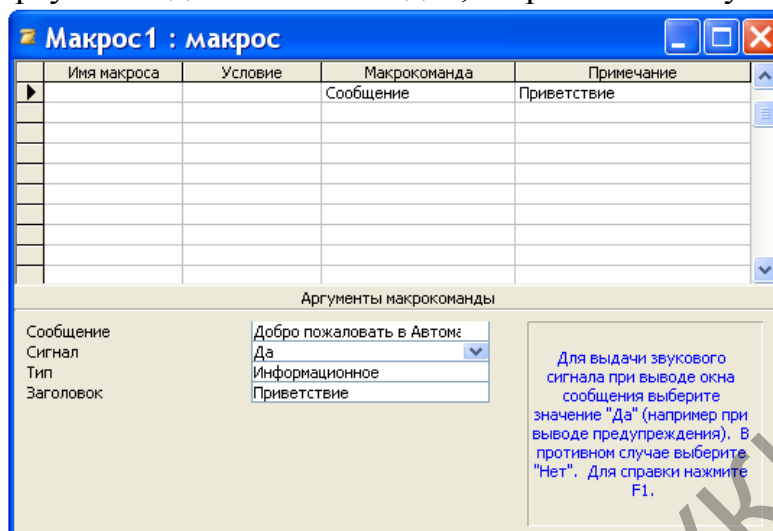 Макрос1 : макрос
Имя макроса Условие Макрокоманда Примечание
Сообщение Приветствие
Аргументы макрокоманды
Сообщение Добро пожаловать в Автома
Сигнал Да
Тип Информационное
Заголовок Приветствие
Для выдачи звукового
сигнала при выводе окна
сообщения выберите
значение "Да" (например при
выводе предупреждения). В
противном случае выберите
"Нет". Для справки нажмите
F1.